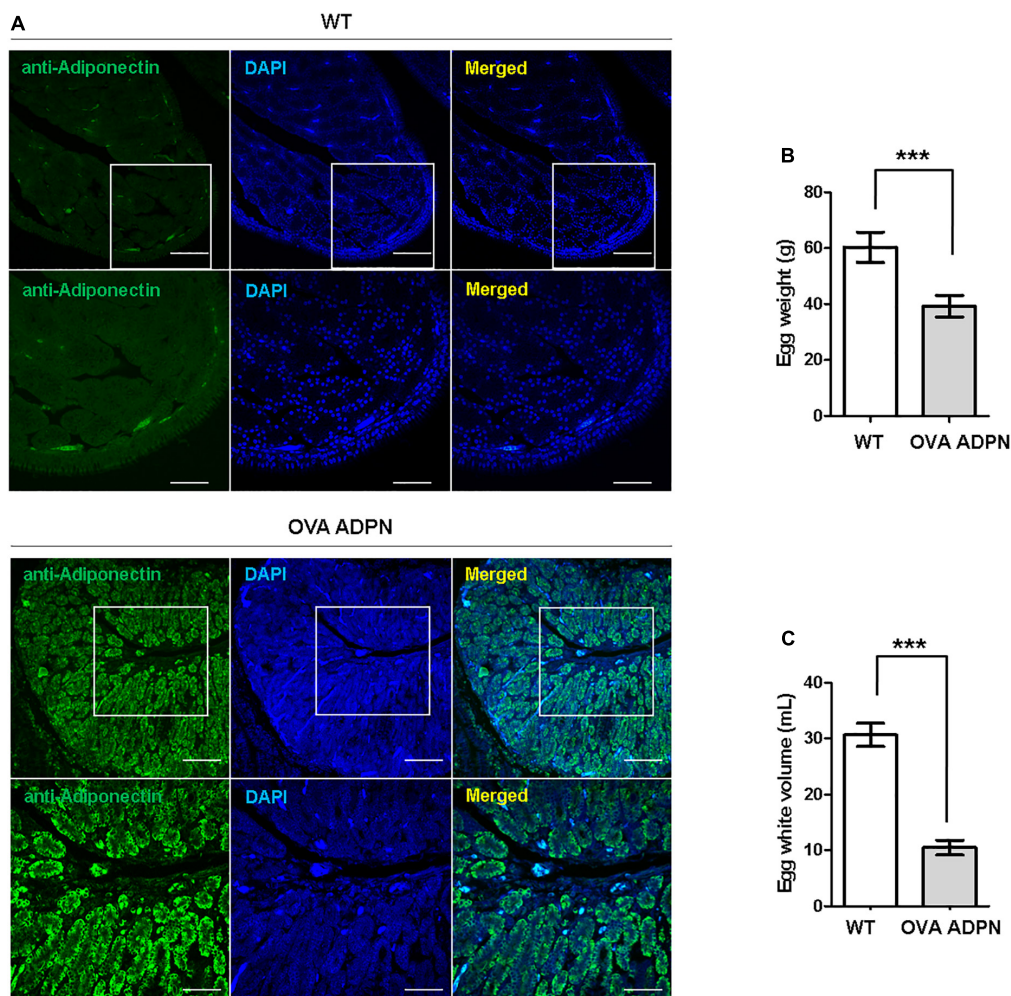 A
WT
anti-Adiponectin
DAPI
Merged
anti-Adiponectin
DAPI
Merged
OVA ADPN
anti-Adiponectin
DAPI
Merged
anti-Adiponectin
DAPI
Merged
B
***
Egg weight (g)
80
60
40
20
0
WT
OVA ADPN
C
***
Egg white volume (mL)
40
30
20
10
0
WT
OVA ADPN